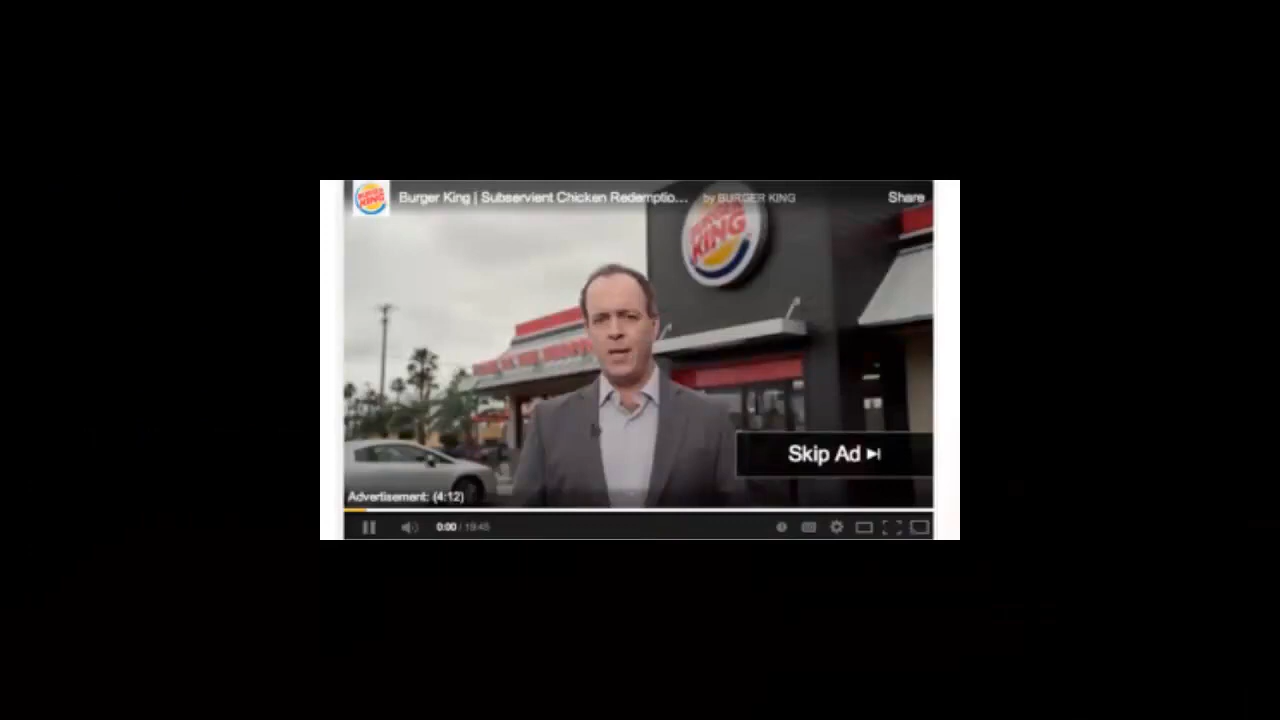 BURGER KING
Burger King | Subservient Chicken Redemptio... by BURGER KING
Share
BURGER KING
Skip Ad
Advertisement: (4:12)
0:00 / 19:45